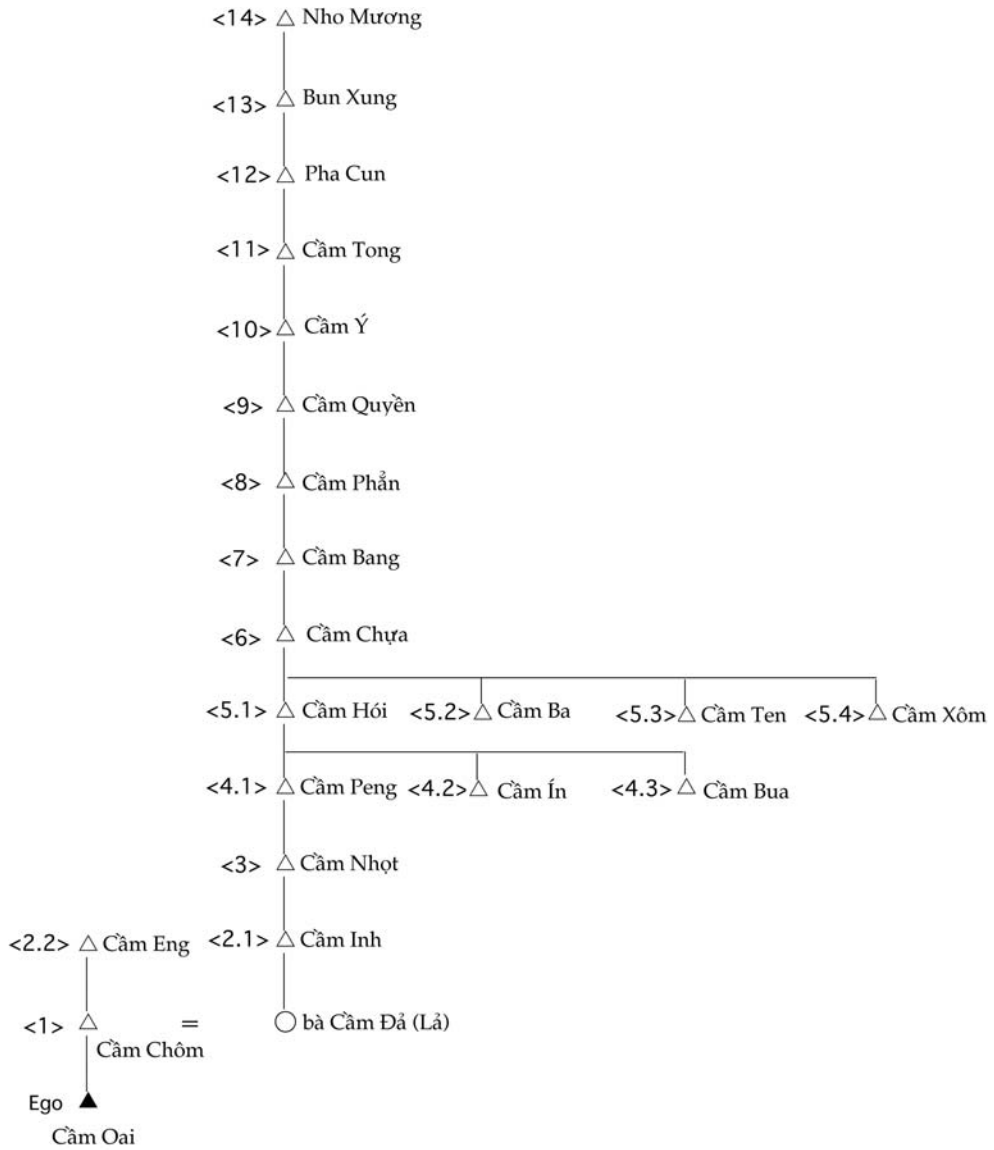 <14> Nho Mương
<13> Bun Xung
<12> Pha Cun
<11> Cầm Tong
<10> Cầm Ý
<9> Cầm Quyền
<8> Cầm Phẳn
<7> Cầm Bang
<6> Cầm Chựa
<5.1> Cầm Hói <5.2> Cầm Ba <5.3> Cầm Ten <5.4> Cầm Xôm
<4.1> Cầm Peng <4.2> Cầm Ín <4.3> Cầm Bua
<3> Cầm Nhọt
<2.2> Cầm Eng <2.1> Cầm Inh
<1> = bà Cầm Đả (Lả)
Cầm Chôm
Ego
Cầm Oai